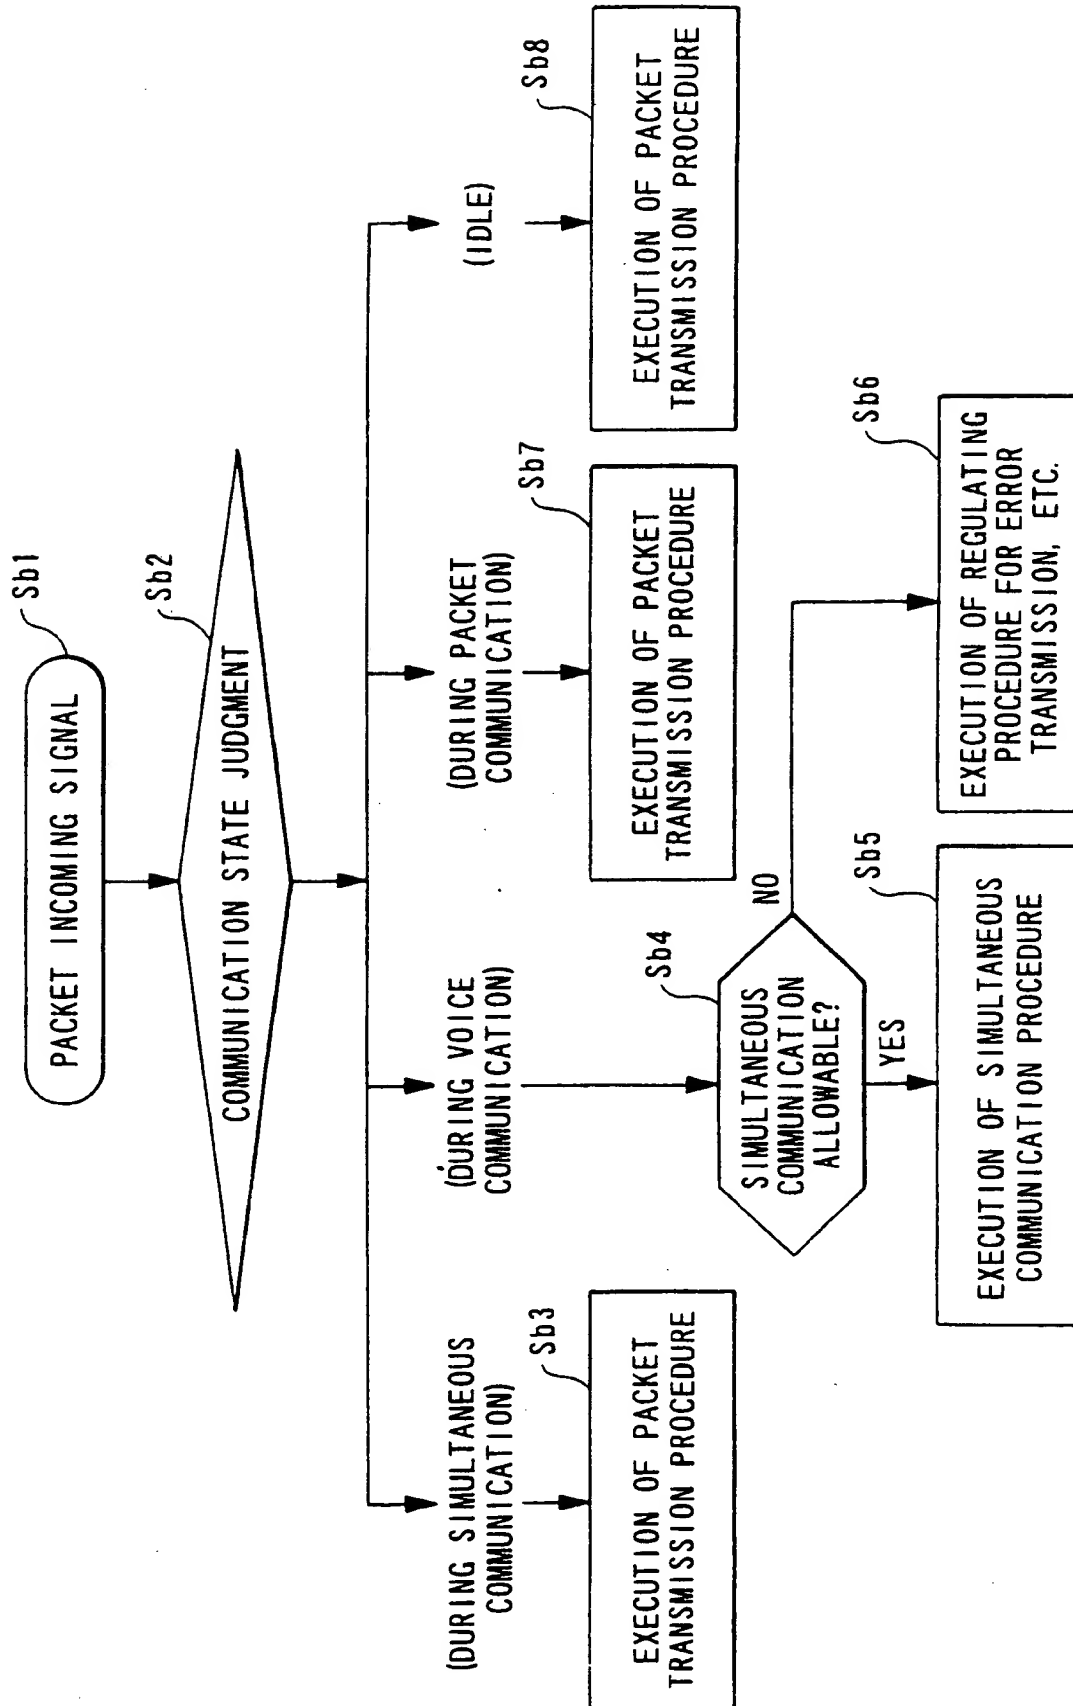 Sb1
PACKET INCOMING SIGNAL
Sb2
COMMUNICATION STATE JUDGMENT
(DURING SIMULTANEOUS
COMMUNICATION)
Sb3
EXECUTION OF PACKET
TRANSMISSION PROCEDURE
(DURING VOICE
COMMUNICATION)
Sb4
SIMULTANEOUS
COMMUNICATION
ALLOWABLE?
NO
YES
Sb5
EXECUTION OF SIMULTANEOUS
COMMUNICATION PROCEDURE
Sb6
EXECUTION OF REGULATING
PROCEDURE FOR ERROR
TRANSMISSION, ETC.
(DURING PACKET
COMMUNICATION)
Sb7
EXECUTION OF PACKET
TRANSMISSION PROCEDURE
(IDLE)
Sb8
EXECUTION OF PACKET
TRANSMISSION PROCEDURE